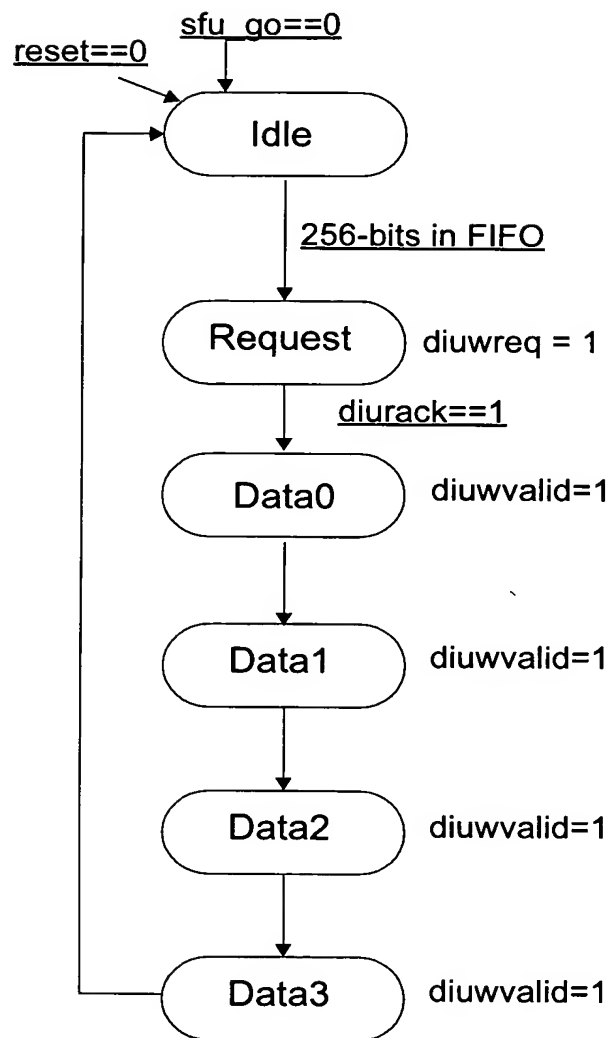 sfu_go==0
reset==0
Idle
256-bits in FIFO
Request
diuwreq = 1
diurack==1
Data0
diuwvalid=1
Data1
diuwvalid=1
Data2
diuwvalid=1
Data3
diuwvalid=1